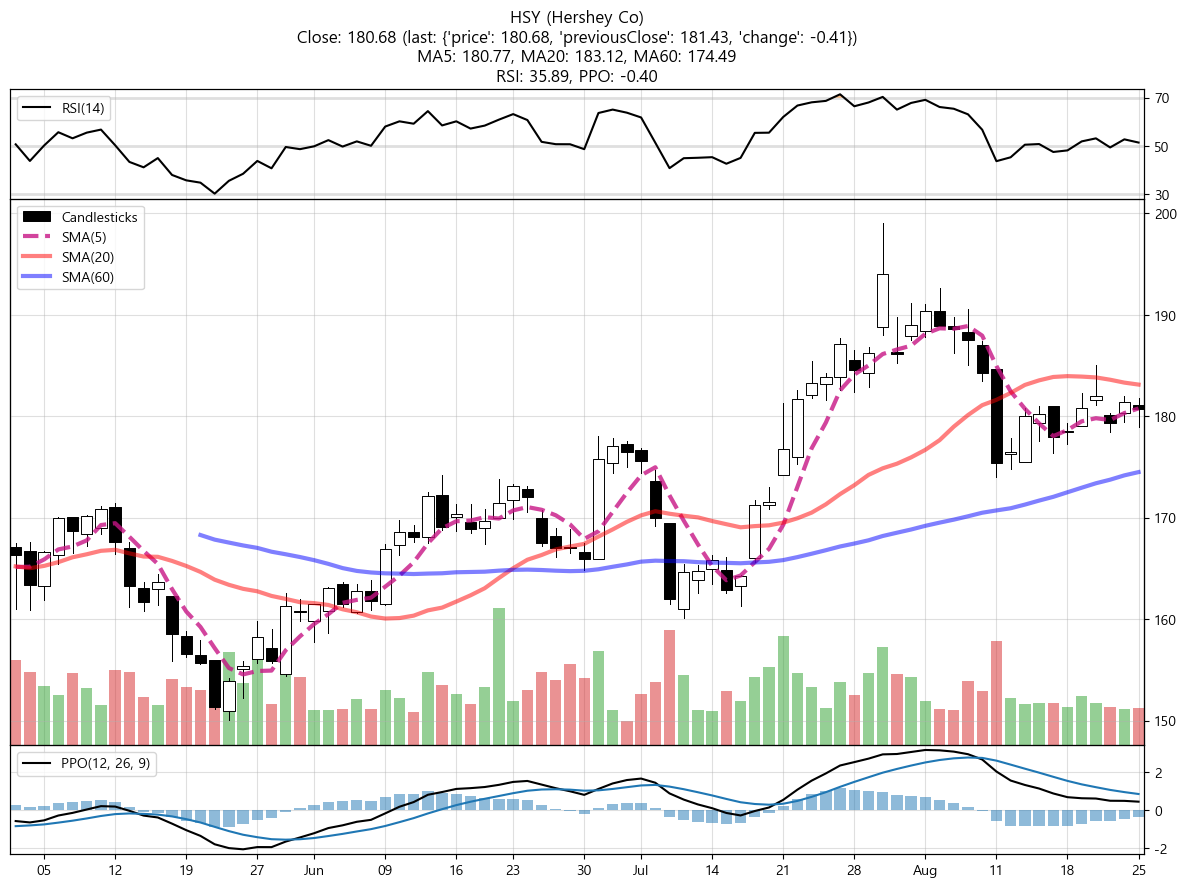 HSY (Hershey Co)
Close: 180.68 (last: {'price': 180.68, 'previousClose': 181.43, 'change': -0.41})
MA5: 180.77, MA20: 183.12, MA60: 174.49
RSI: 35.89, PPO: -0.40
RSI(14)
70
50
30
Candlesticks
SMA(5)
SMA(20)
SMA(60)
200
190
180
170
160
150
PPO(12, 26, 9)
2
0
-2
05 12 19 27 Jun 09 16 23 30 Jul 14 21 28 Aug 11 18 25